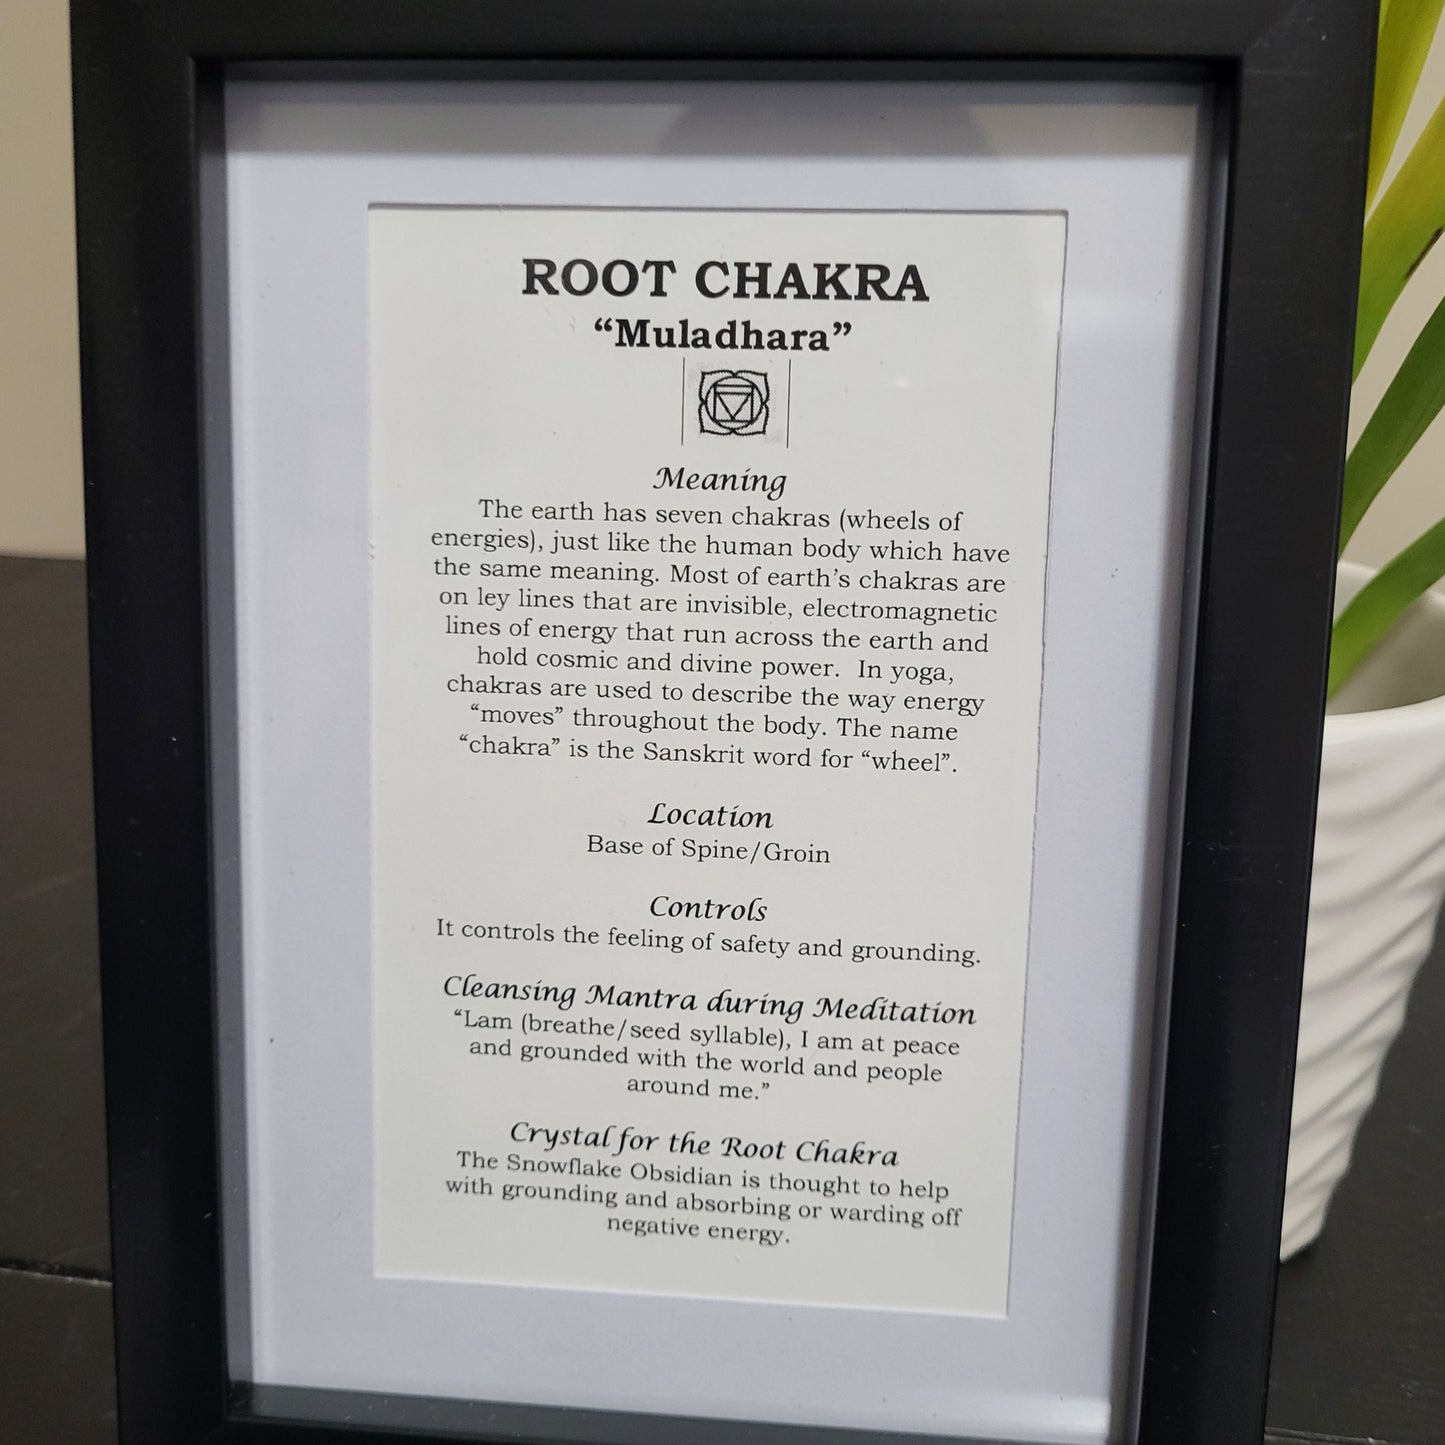 ROOT CHAKRA
“Muladhara”
Meaning
The earth has seven chakras (wheels of
energies), just like the human body which have
the same meaning. Most of earth’s chakras are
on ley lines that are invisible, electromagnetic
lines of energy that run across the earth and
hold cosmic and divine power.  In yoga,
chakras are used to describe the way energy
“moves” throughout the body. The name
“chakra” is the Sanskrit word for “wheel”.
Location
Base of Spine/Groin
Controls
It controls the feeling of safety and grounding.
Cleansing Mantra during Meditation
“Lam (breathe/seed syllable), I am at peace
and grounded with the world and people
around me.”
Crystal for the Root Chakra
The Snowflake Obsidian is thought to help
with grounding and absorbing or warding off
negative energy.